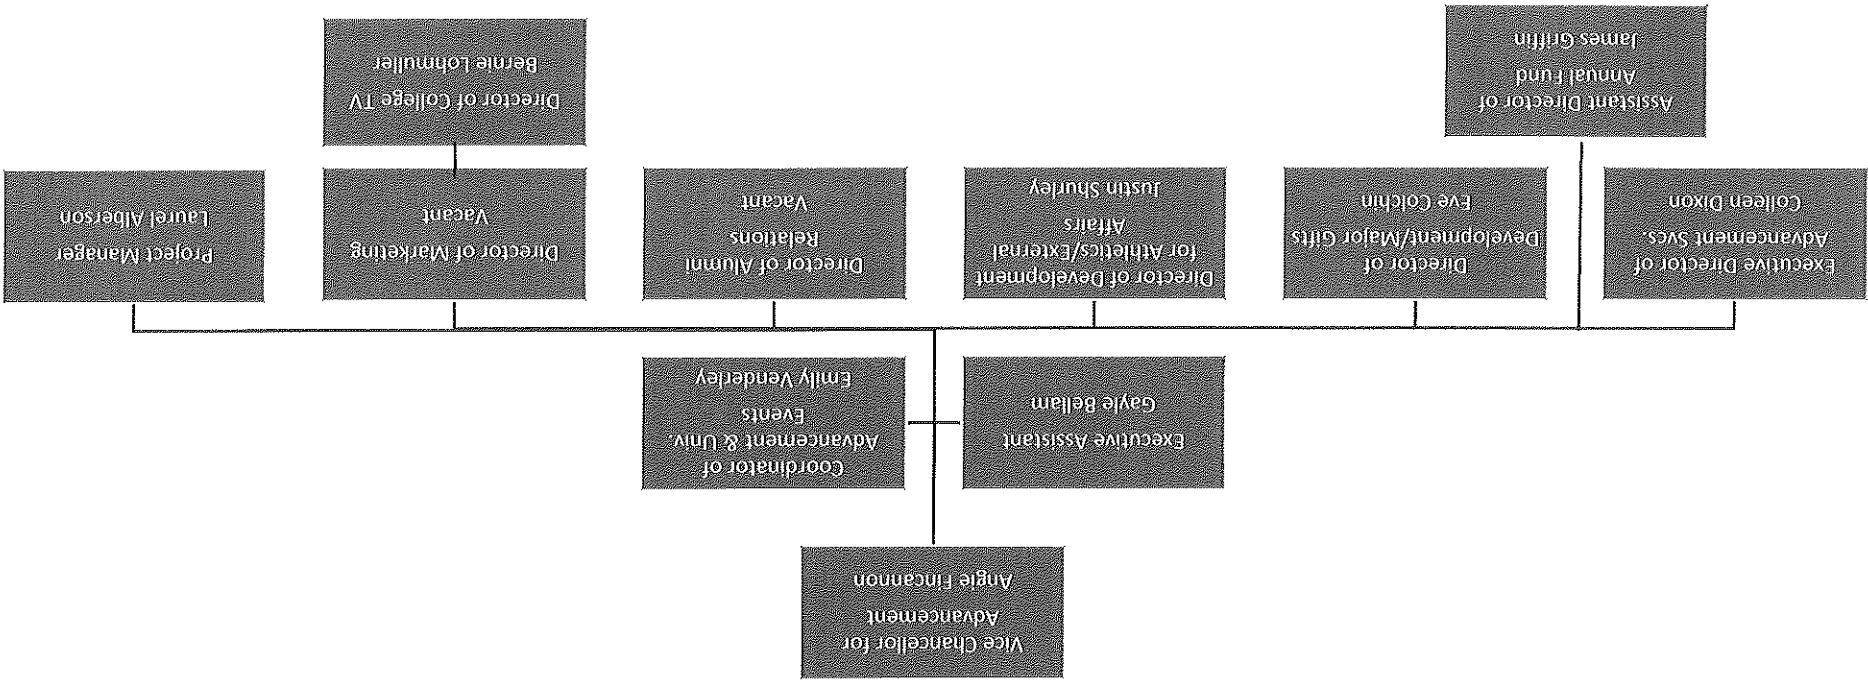 Vice Chancellor for
Advancement
Angie Fincannon
Executive Assistant
Gayle Bellam
Coordinator of
Advancement & Univ.
Events
Emily Venderley
Executive Director of
Advancement Svcs.
Colleen Dixon
Director of
Development/Major Gifts
Eve Colchin
Director of Development
for Athletics/External
Affairs
Justin Shurley
Director of Alumni
Relations
Vacant
Director of Marketing
Vacant
Project Manager
Laurel Alberson
Assistant Director of
Annual Fund
James Griffin
Director of College TV
Bernie Lohmuller